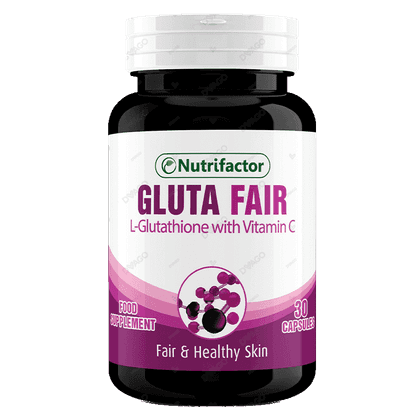 Nutrifactor
GLUTA FAIR
L-Glutathione with Vitamin C
FOOD
SUPPLEMENT
30
CAPSULES
Fair & Healthy Skin